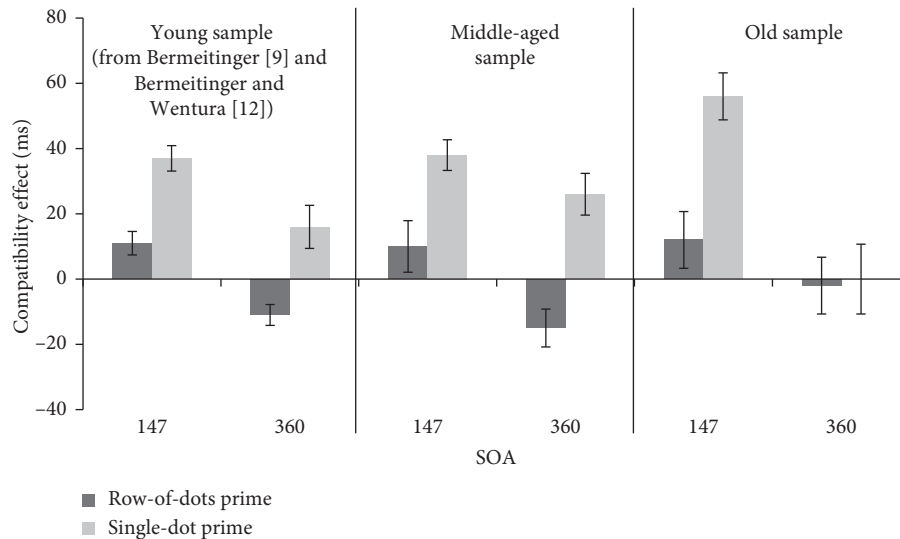 80
60
40
20
0
−20
−40
Compatibility effect (ms)
Young sample
(from Bermeitinger [9] and
Bermeitinger and
Wentura [12])
Middle-aged
sample
Old sample
147
360
147
360
147
360
SOA
Row-of-dots prime
Single-dot prime